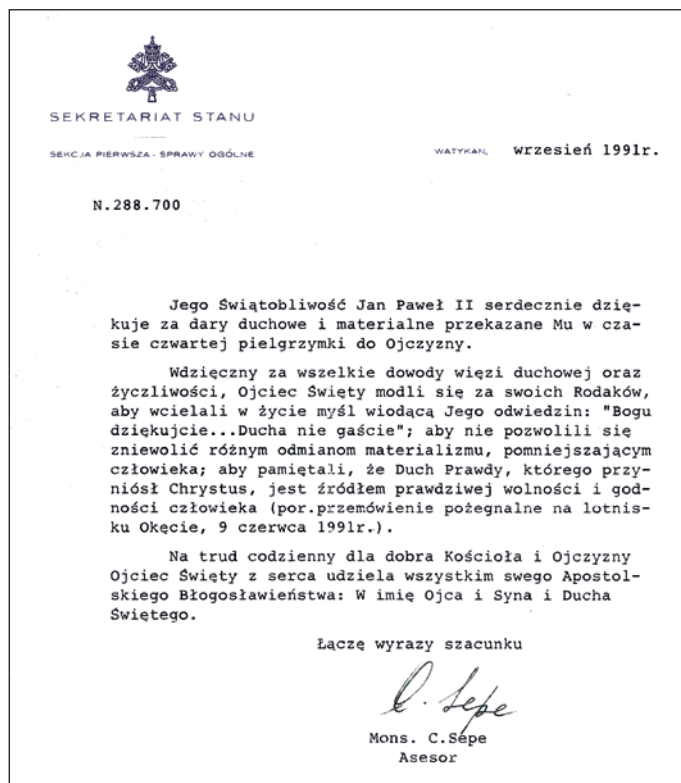 SEKRETARIAT STANU
SEKCJA PIERWSZA - SPRAWY OGÓLNE
WATYKAN, wrzesień 1991r.
N.288.700
Jego Świątobliwość Jan Paweł II serdecznie dzię-
kuje za dary duchowe i materialne przekazane Mu w cza-
sie czwartej pielgrzymki do Ojczyzny.
Wdzięczny za wszelkie dowody więzi duchowej oraz
życzliwości, Ojciec Święty modli się za swoich Rodaków,
aby wcielali w życie myśl wiodącą Jego odwiedzin: "Bogu
dziękujcie...Ducha nie gaście"; aby nie pozwolili się
zniewolić różnym odmianom materializmu, pomniejszającym
człowieka; aby pamiętali, że Duch Prawdy, którego przy-
niósł Chrystus, jest źródłem prawdziwej wolności i god-
ności człowieka (por.przemówienie pożegnalne na lotnis-
ku Okęcie, 9 czerwca 1991r.).
Na trud codzienny dla dobra Kościoła i Ojczyzny
Ojciec Święty z serca udziela wszystkim swego Apostol-
skiego Błogosławieństwa: W imię Ojca i Syna i Ducha
Świętego.
Łączę wyrazy szacunku
C. Sepe
Mons. C.Sepe
Asesor